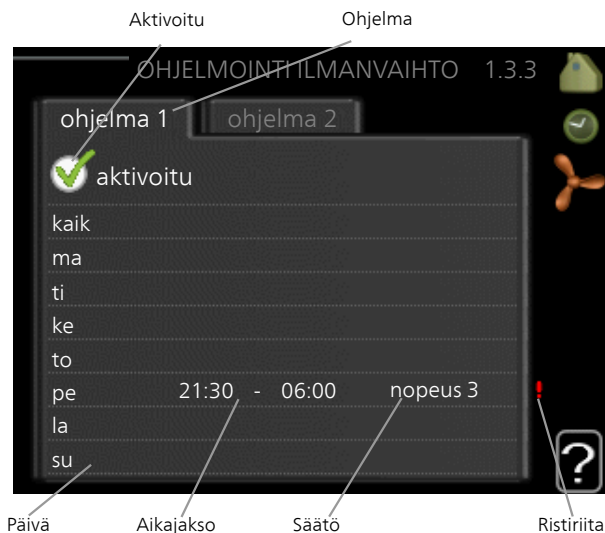 Aktivoitu Ohjelma
OHJELMOINTI ILMANVAIHTO 1.3.3
ohjelma 1 ohjelma 2
aktivoitu
kaik
ma
ti
ke
to
pe 21:30 - 06:00 nopeus 3 !
la
su
?
Päivä Aikajakso Säätö Ristiriita